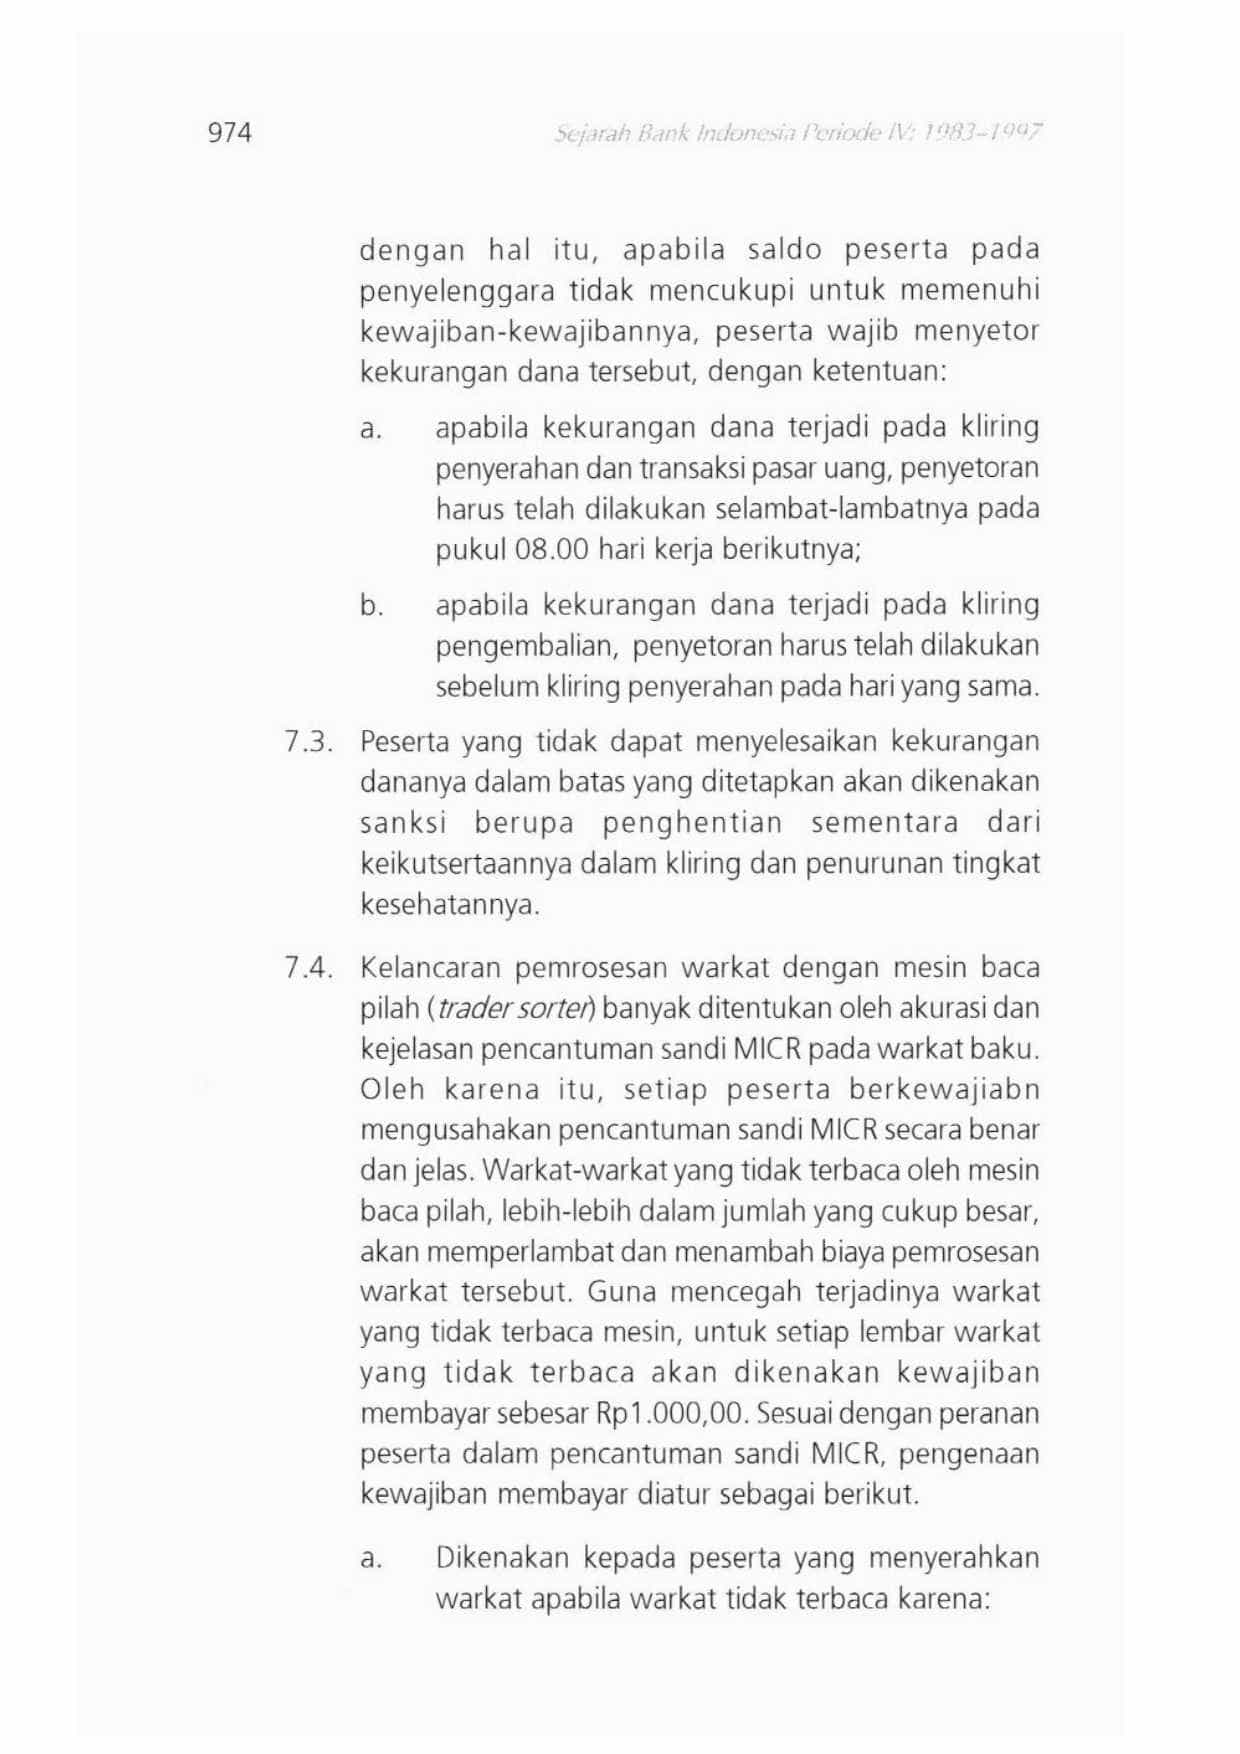 974
Sejarah Bank Indonesia Periode IV: 1983–1997
dengan hal itu, apabila saldo peserta pada
penyelenggara tidak mencukupi untuk memenuhi
kewajiban-kewajibannya, peserta wajib menyetor
kekurangan dana tersebut, dengan ketentuan:
a. apabila kekurangan dana terjadi pada kliring
penyerahan dan transaksi pasar uang, penyetoran
harus telah dilakukan selambat-lambatnya pada
pukul 08.00 hari kerja berikutnya;
b. apabila kekurangan dana terjadi pada kliring
pengembalian, penyetoran harus telah dilakukan
sebelum kliring penyerahan pada hari yang sama.
7.3. Peserta yang tidak dapat menyelesaikan kekurangan
dananya dalam batas yang ditetapkan akan dikenakan
sanksi berupa penghentian sementara dari
keikutsertaannya dalam kliring dan penurunan tingkat
kesehatannya.
7.4. Kelancaran pemrosesan warkat dengan mesin baca
pilah (trader sorter) banyak ditentukan oleh akurasi dan
kejelasan pencantuman sandi MICR pada warkat baku.
Oleh karena itu, setiap peserta berkewajiabn
mengusahakan pencantuman sandi MICR secara benar
dan jelas. Warkat-warkat yang tidak terbaca oleh mesin
baca pilah, lebih-lebih dalam jumlah yang cukup besar,
akan memperlambat dan menambah biaya pemrosesan
warkat tersebut. Guna mencegah terjadinya warkat
yang tidak terbaca mesin, untuk setiap lembar warkat
yang tidak terbaca akan dikenakan kewajiban
membayar sebesar Rp1.000,00. Sesuai dengan peranan
peserta dalam pencantuman sandi MICR, pengenaan
kewajiban membayar diatur sebagai berikut.
a. Dikenakan kepada peserta yang menyerahkan
warkat apabila warkat tidak terbaca karena: